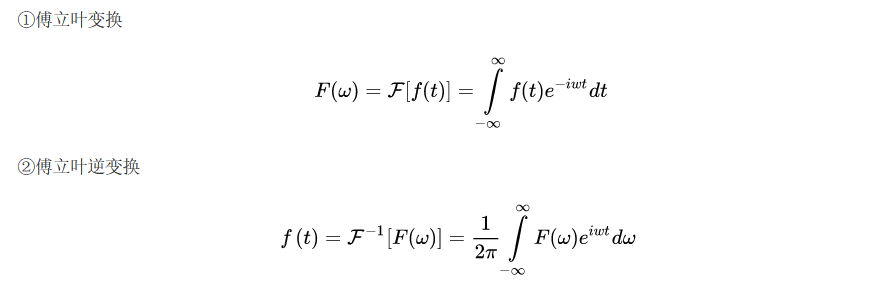 ①傅立叶变换
F(ω) = ℱ[f(t)] = ∫_{-∞}^{∞} f(t)e^{-iwt} dt
②傅立叶逆变换
f(t) = ℱ^{-1}[F(ω)] = \frac{1}{2π} ∫_{-∞}^{∞} F(ω)e^{iwt} dω